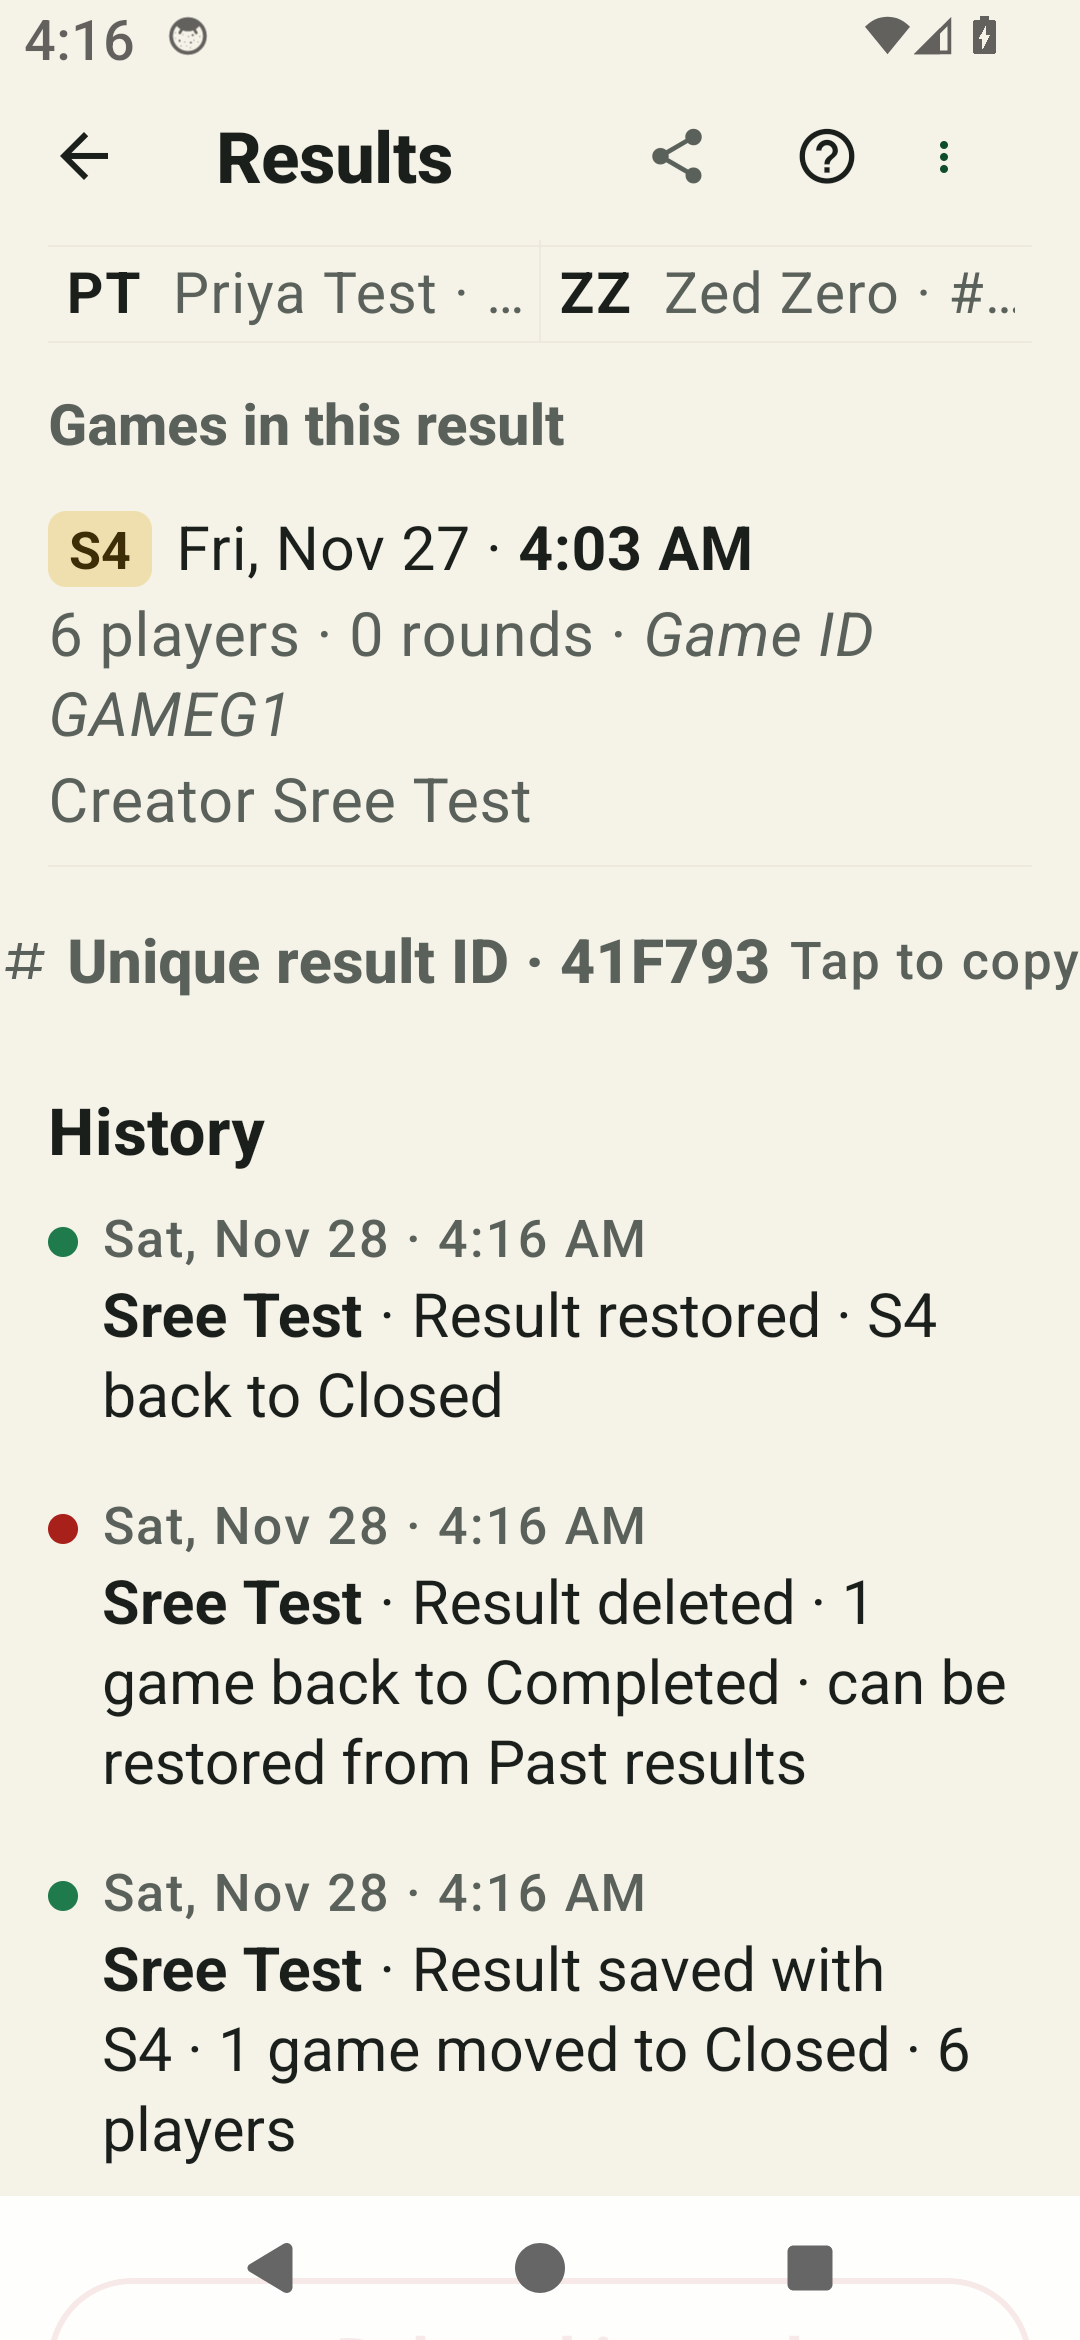 4:16
Results
PT Priya Test · …
ZZ Zed Zero · #…
Games in this result
S4 Fri, Nov 27 · 4:03 AM
6 players · 0 rounds · Game ID
GAMEG1
Creator Sree Test
# Unique result ID · 41F793 Tap to copy
History
Sat, Nov 28 · 4:16 AM
Sree Test · Result restored · S4
back to Closed
Sat, Nov 28 · 4:16 AM
Sree Test · Result deleted · 1
game back to Completed · can be
restored from Past results
Sat, Nov 28 · 4:16 AM
Sree Test · Result saved with
S4 · 1 game moved to Closed · 6
players